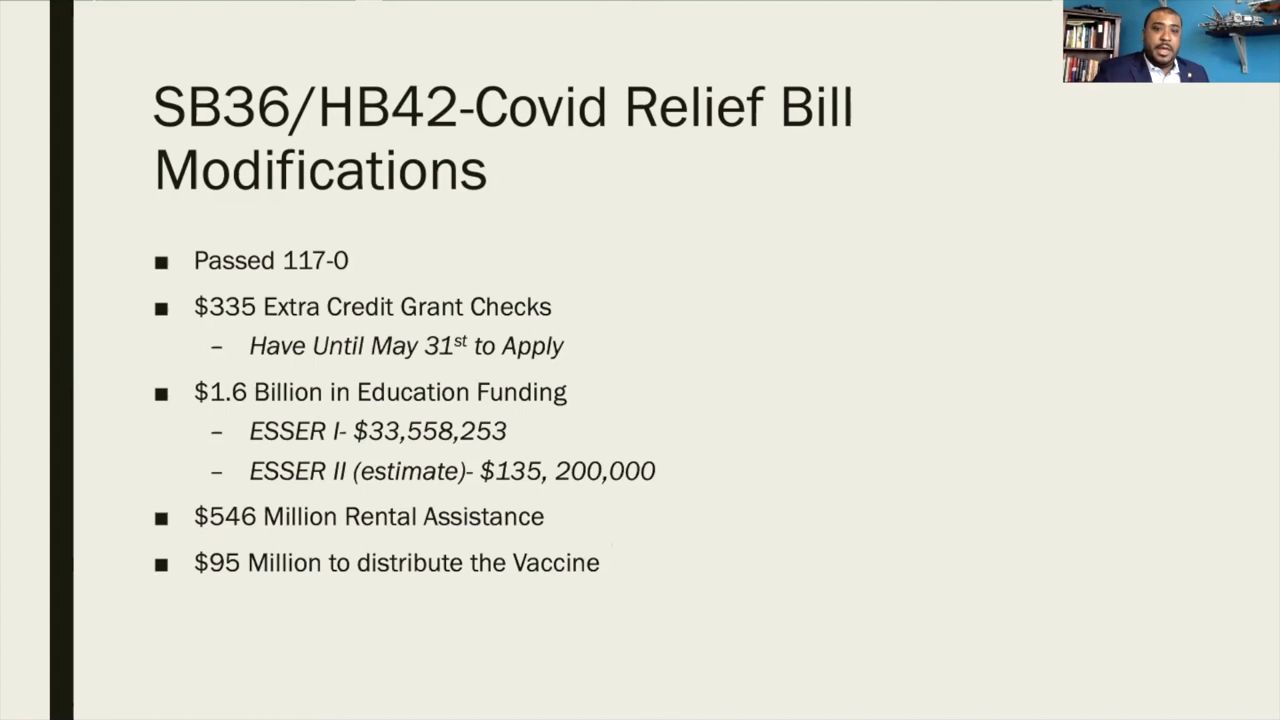 SB36/HB42-Covid Relief Bill
Modifications
■ Passed 117-0
■ $335 Extra Credit Grant Checks
– Have Until May 31st to Apply
■ $1.6 Billion in Education Funding
– ESSER I- $33,558,253
– ESSER II (estimate)- $135, 200,000
■ $546 Million Rental Assistance
■ $95 Million to distribute the Vaccine